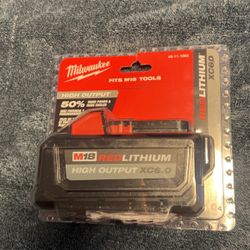 Milwaukee
FITS M18 TOOLS
HIGH OUTPUT
50%
REDLITHIUM
XC6.0
M18 REDLITHIUM
HIGH OUTPUT XC6.0